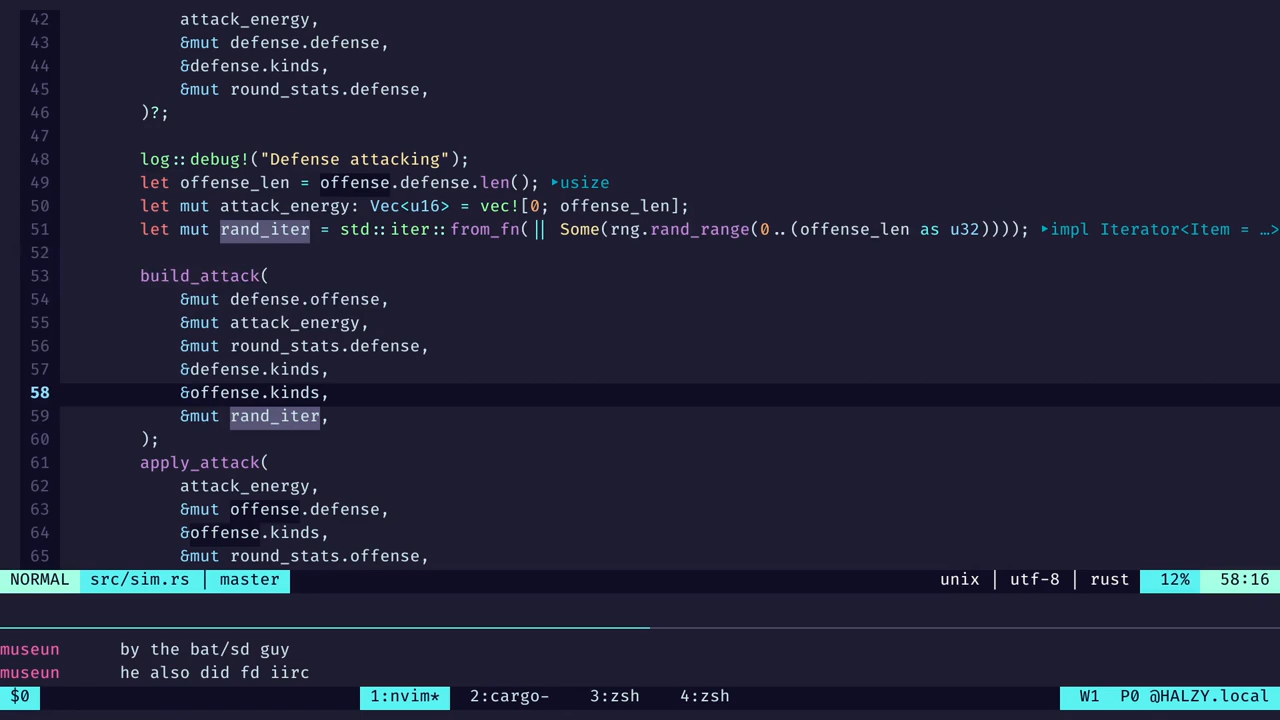 42 attack_energy,
43 &mut defense.defense,
44 &defense.kinds,
45 &mut round_stats.defense,
46 )?;
47
48 log::debug!("Defense attacking");
49 let offense_len = offense.defense.len(); ‣usize
50 let mut attack_energy: Vec<u16> = vec![0; offense_len];
51 let mut rand_iter = std::iter::from_fn(|| Some(rng.rand_range(0..(offense_len as u32)))); ‣impl Iterator<Item = …>
52
53 build_attack(
54 &mut defense.offense,
55 &mut attack_energy,
56 &mut round_stats.defense,
57 &defense.kinds,
58 &offense.kinds,
59 &mut rand_iter,
60 );
61 apply_attack(
62 attack_energy,
63 &mut offense.defense,
64 &offense.kinds,
65 &mut round_stats.offense,
NORMAL src/sim.rs | master unix | utf-8 | rust 12% 58:16
museun by the bat/sd guy
museun he also did fd iirc
$0 1:nvim* 2:cargo- 3:zsh 4:zsh W1 P0 @HALZY.local